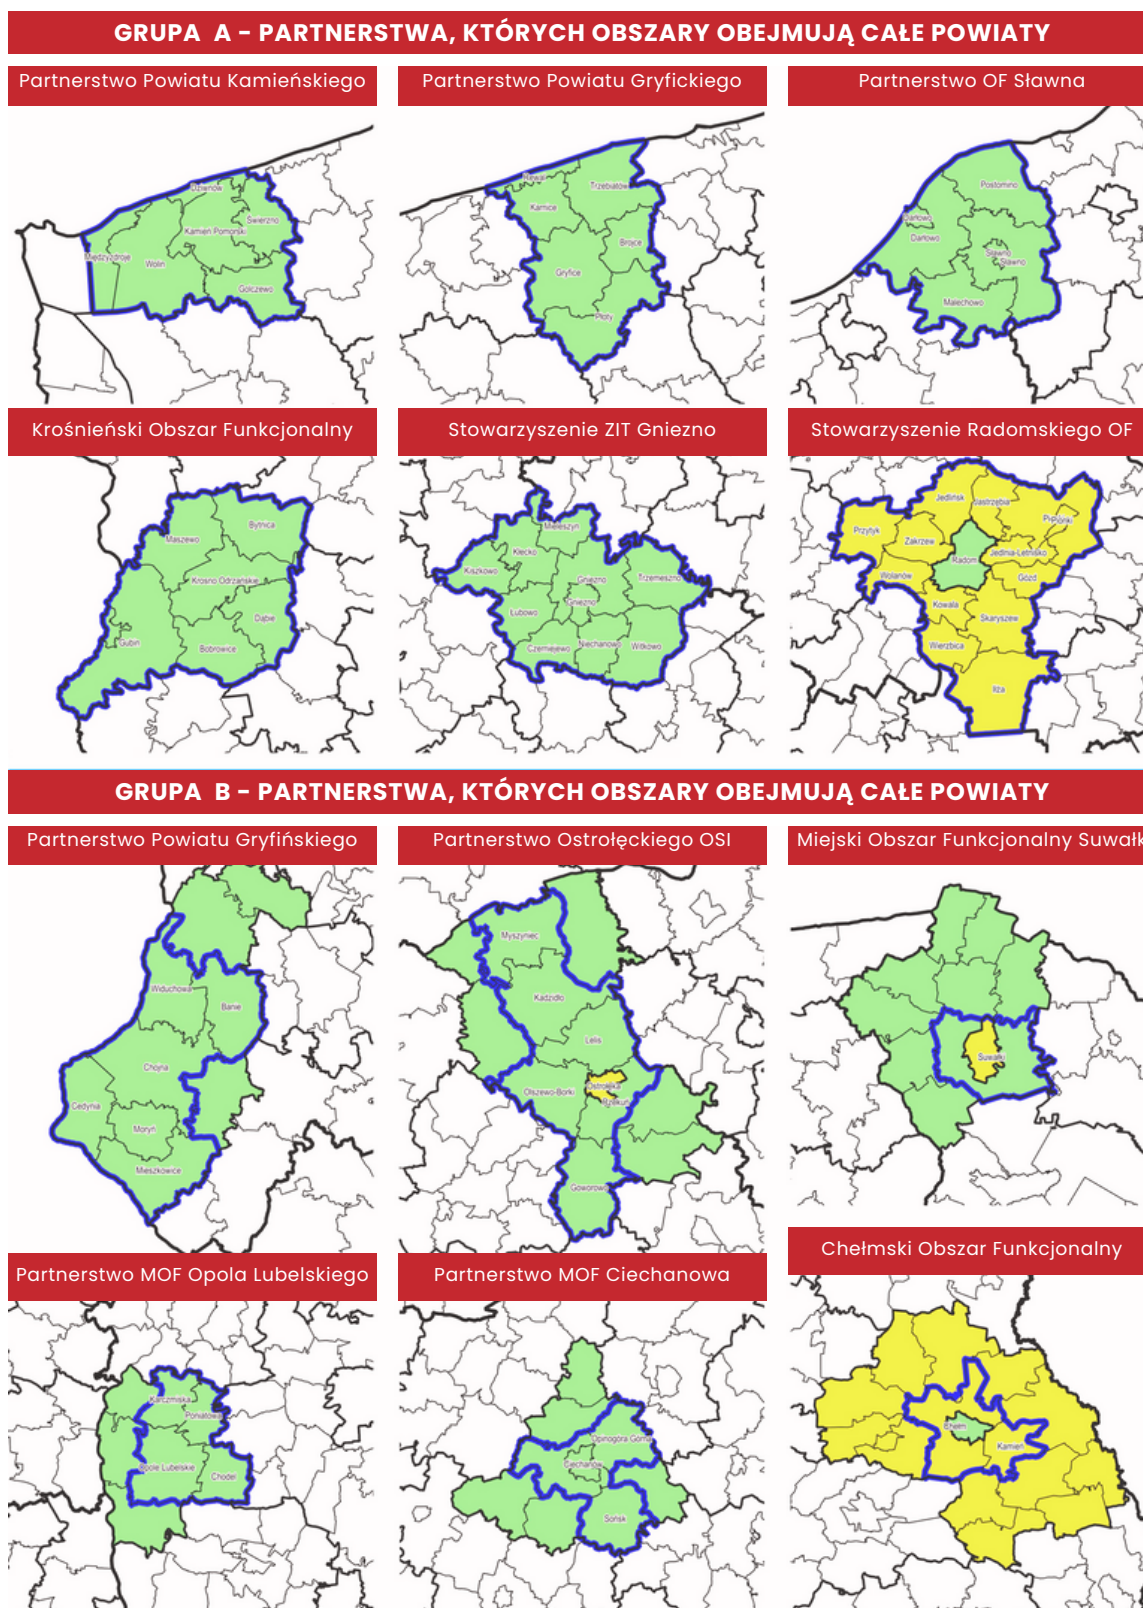 GRUPA A - PARTNERSTWA, KTÓRYCH OBSZARY OBEJMUJĄ CAŁE POWIATY
Partnerstwo Powiatu Kamieńskiego
Partnerstwo Powiatu Gryfickiego
Partnerstwo OF Sławna
Dziwnów
Świerzno
Kamień Pomorski
Międzyzdroje
Wolin
Golczewo
Rewal
Trzebiatów
Karnice
Brojce
Gryfice
Płoty
Postomino
Darłowo
Darłowo
Sławno
Sławno
Malechowo
Krośnieński Obszar Funkcjonalny
Stowarzyszenie ZIT Gniezno
Stowarzyszenie Radomskiego OF
Bytnica
Maszewo
Krosno Odrzańskie
Dąbie
Gubin
Bobrowice
Mieleszyn
Kłecko
Kiszkowo
Gniezno
Trzemeszno
Gniezno
Łubowo
Czerniejewo
Niechanowo
Witkowo
Jedlińsk
Jastrzębia
Pionki
Przytyk
Zakrzew
Radom
Jedlnia-Letnisko
Wolanów
Gózd
Kowala
Skaryszew
Wierzbica
Iłża
GRUPA B - PARTNERSTWA, KTÓRYCH OBSZARY OBEJMUJĄ CAŁE POWIATY
Partnerstwo Powiatu Gryfińskiego
Partnerstwo Ostrołęckiego OSI
Miejski Obszar Funkcjonalny Suwałk
Widuchowa
Banie
Chojna
Cedynia
Moryń
Mieszkowice
Myszyniec
Kadzidło
Lelis
Olszewo-Borki
Ostrołęka
Rzekuń
Goworowo
Suwałki
Partnerstwo MOF Opola Lubelskiego
Partnerstwo MOF Ciechanowa
Chełmski Obszar Funkcjonalny
Karczmiska
Poniatowa
Opole Lubelskie
Chodel
Opinogóra Górna
Ciechanów
Sońsk
Chełm
Kamień